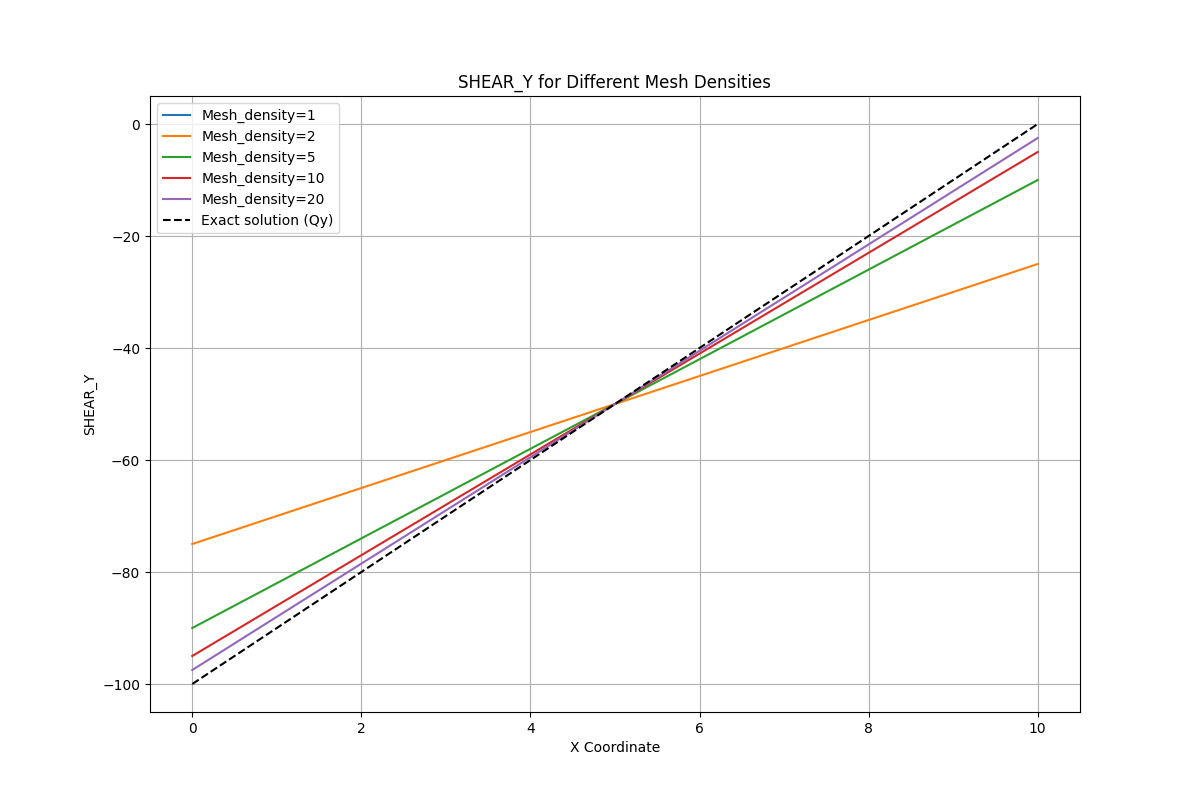 SHEAR_Y for Different Mesh Densities
Mesh_density=1
Mesh_density=2
Mesh_density=5
Mesh_density=10
Mesh_density=20
Exact solution (Qy)
0
−20
−40
−60
−80
−100
SHEAR_Y
0 2 4 6 8 10
X Coordinate